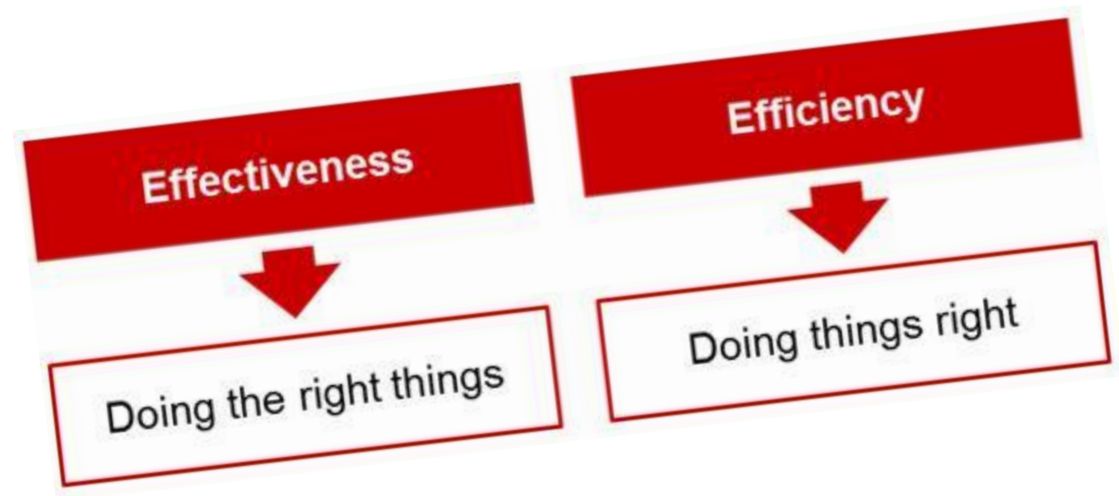 Effectiveness
Efficiency
Doing the right things
Doing things right